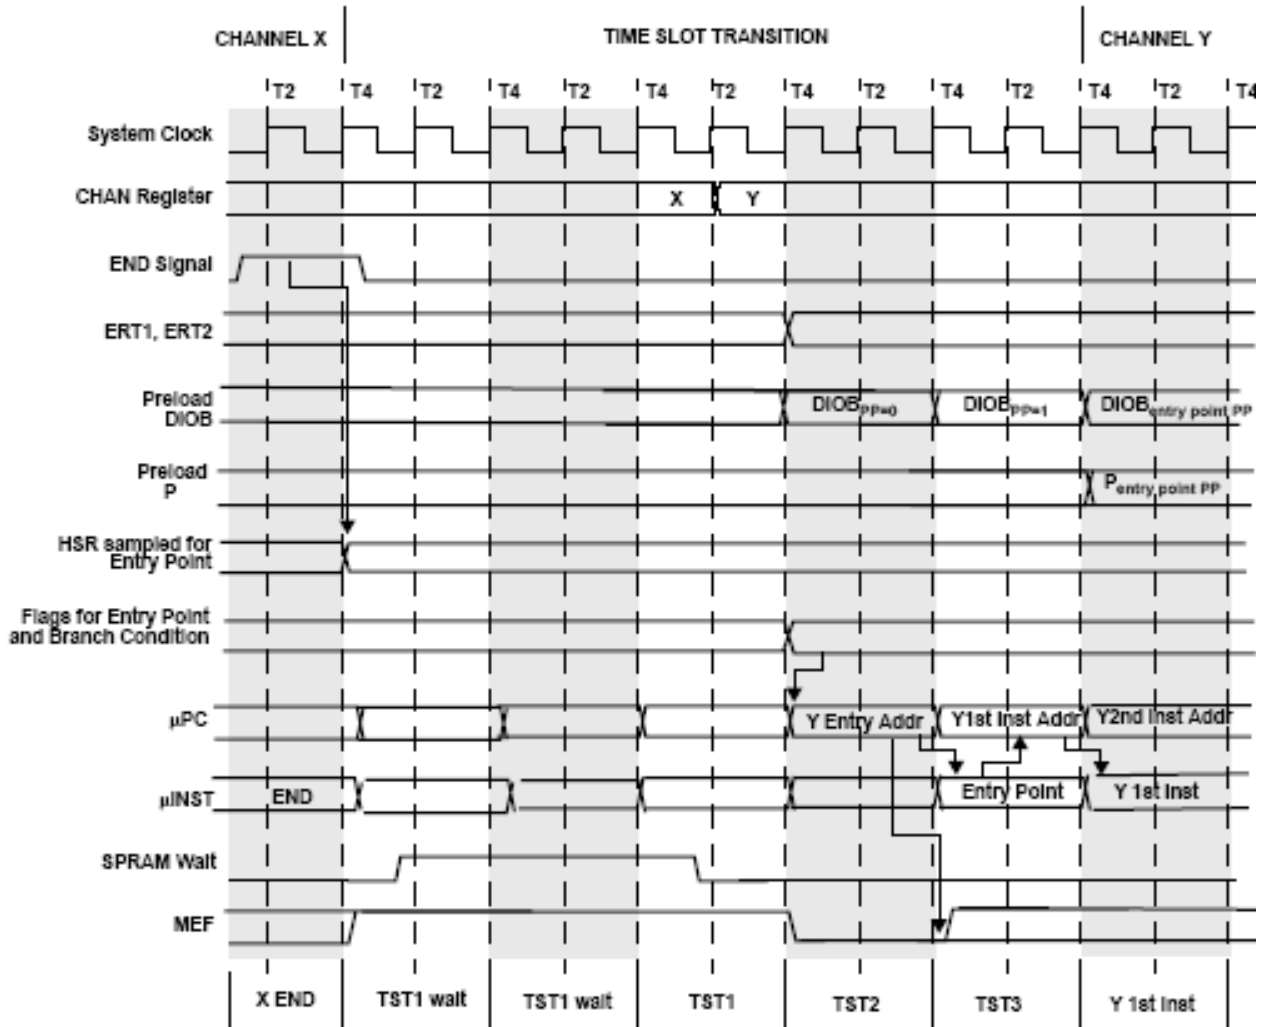 CHANNEL X TIME SLOT TRANSITION CHANNEL Y
T2 T4 T2 T4 T2 T4 T2 T4 T2 T4 T2 T4 T2 T4
System Clock
CHAN Register X Y
END Signal
ERT1, ERT2
Preload
DIOB DIOBPP=0 DIOBPP=1 DIOBentry point PP
Preload
P Pentry point PP
HSR sampled for
Entry Point
Flags for Entry Point
and Branch Condition
µPC Y Entry Addr Y1st Inst Addr Y2nd Inst Addr
µINST END Entry Point Y 1st Inst
SPRAM Wait
MEF
X END TST1 wait TST1 wait TST1 TST2 TST3 Y 1st Inst